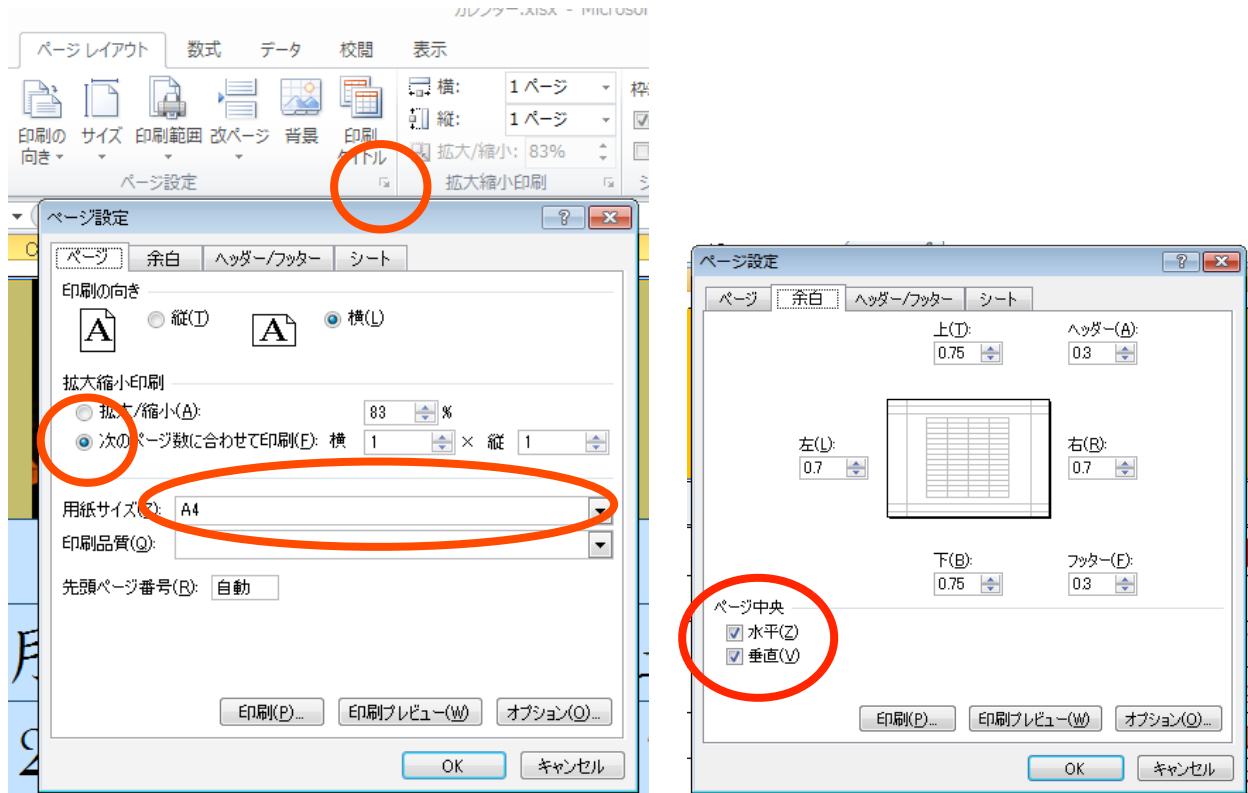 カレンダー.xlsx - Micros
ページ レイアウト 数式 データ 校閲 表示
横: 1 ページ
縦: 1 ページ
拡大/縮小: 83%
印刷の向き サイズ 印刷範囲 改ページ 背景 印刷タイトル
ページ設定 拡大縮小印刷
C
ページ設定
ページ 余白 ヘッダー/フッター シート
印刷の向き
A 縦(T) A 横(L)
拡大縮小印刷
拡大/縮小(A): 83 %
次のページ数に合わせて印刷(F): 横 1 × 縦 1
用紙サイズ(Z): A4
印刷品質(Q):
先頭ページ番号(R): 自動
印刷(P)... 印刷プレビュー(W) オプション(O)...
OK キャンセル
月
2
ページ設定
ページ 余白 ヘッダー/フッター シート
上(T): ヘッダー(A):
0.75 0.3
左(L): 右(R):
0.7 0.7
下(B): フッター(F):
0.75 0.3
ページ中央
水平(Z)
垂直(V)
印刷(P)... 印刷プレビュー(W) オプション(O)...
OK キャンセル